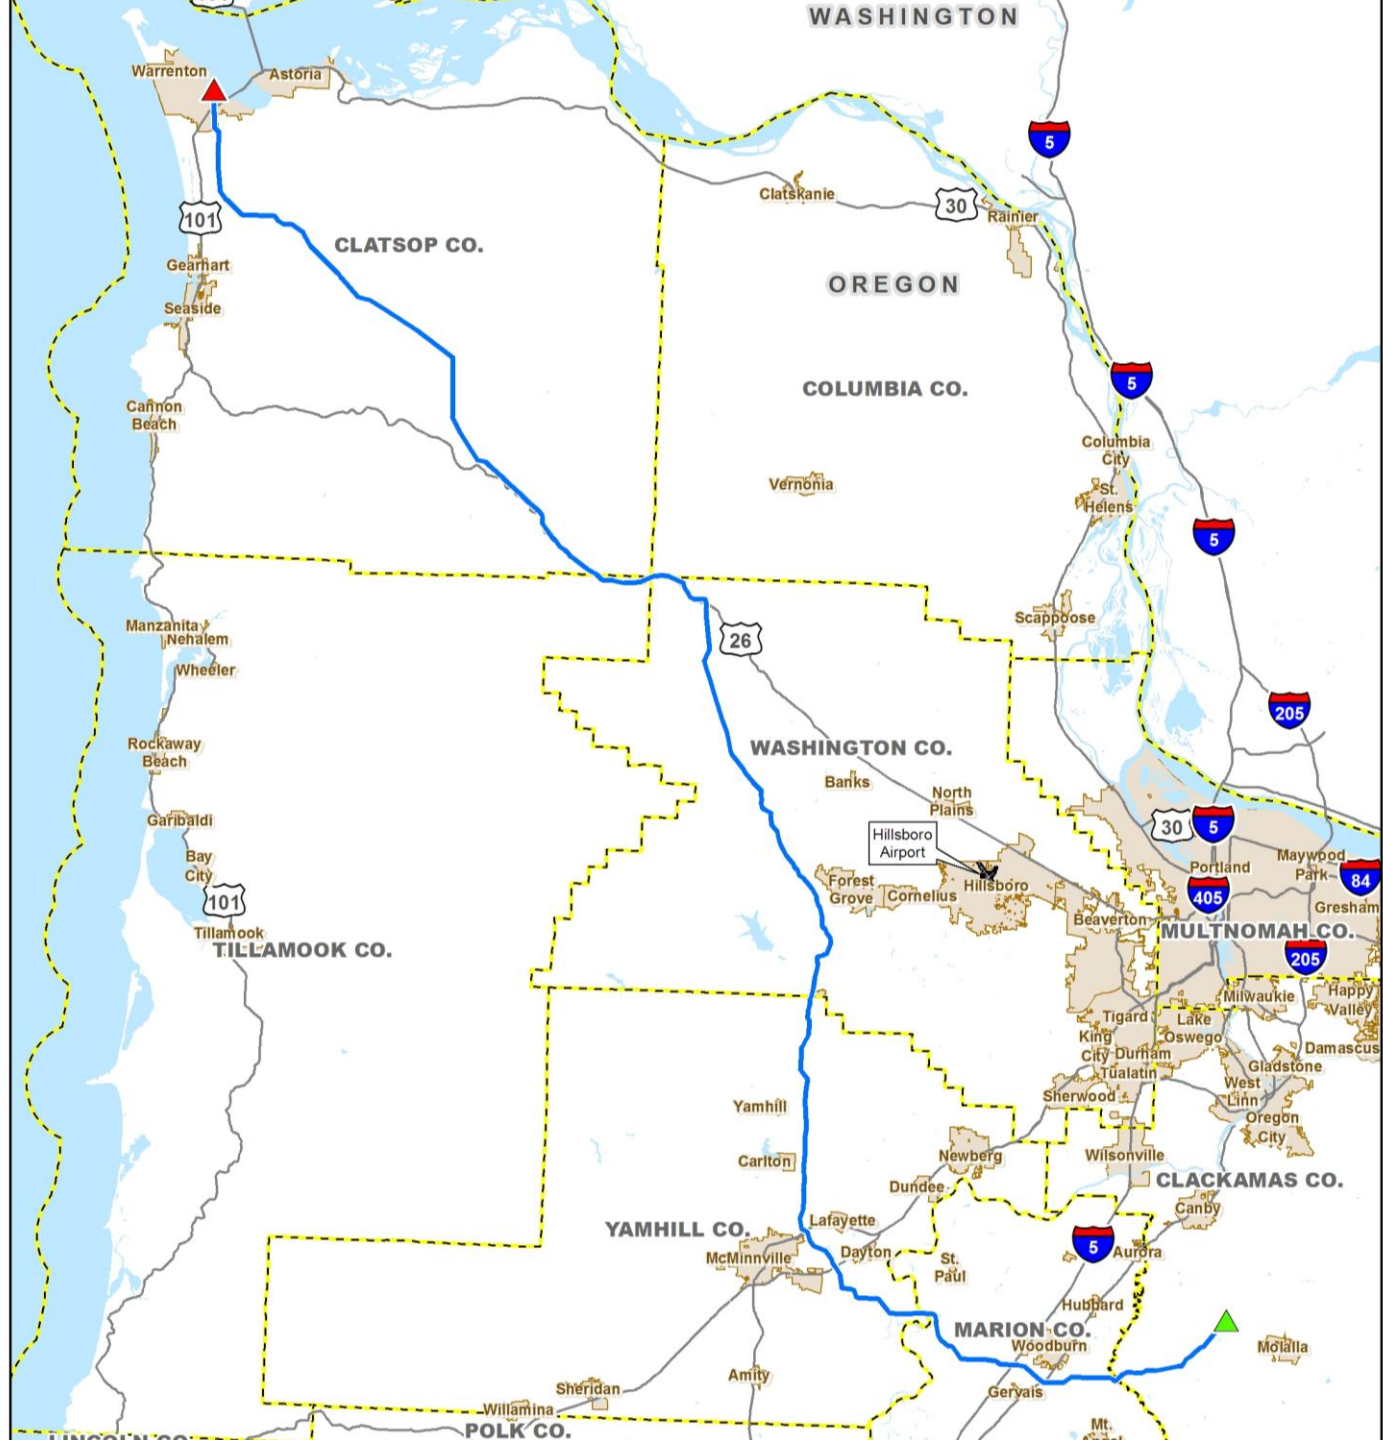 WASHINGTON
Warrenton
Astoria
5
Clatskanie
30
Rainier
101
CLATSOP CO.
Gearhart
OREGON
Seaside
5
COLUMBIA CO.
Cannon
Beach
Columbia
City
Vernonia
St.
Helens
5
Scappoose
Manzanita
Nehalem
26
Wheeler
205
Rockaway
Beach
WASHINGTON CO.
Banks
North
Plains
Garibaldi
30
5
Hillsboro
Airport
Bay
City
Portland
Maywood
Park
84
Forest
Grove
Cornelius
Hillsboro
405
101
Gresham
Beaverton
Tillamook
MULTNOMAH CO.
TILLAMOOK CO.
205
Milwaukie
Happy
Valley
Tigard
Lake
Oswego
King
City
Durham
Damascus
Tualatin
Gladstone
West
Linn
Sherwood
Yamhill
Oregon
City
Carlton
Newberg
Wilsonville
Dundee
CLACKAMAS CO.
Canby
Lafayette
YAMHILL CO.
McMinnville
Dayton
5
Aurora
St.
Paul
Hubbard
MARION CO.
Woodburn
Molalla
Amity
Sheridan
Gervais
Willamina
POLK CO.
Mt.
LINCOLN CO.